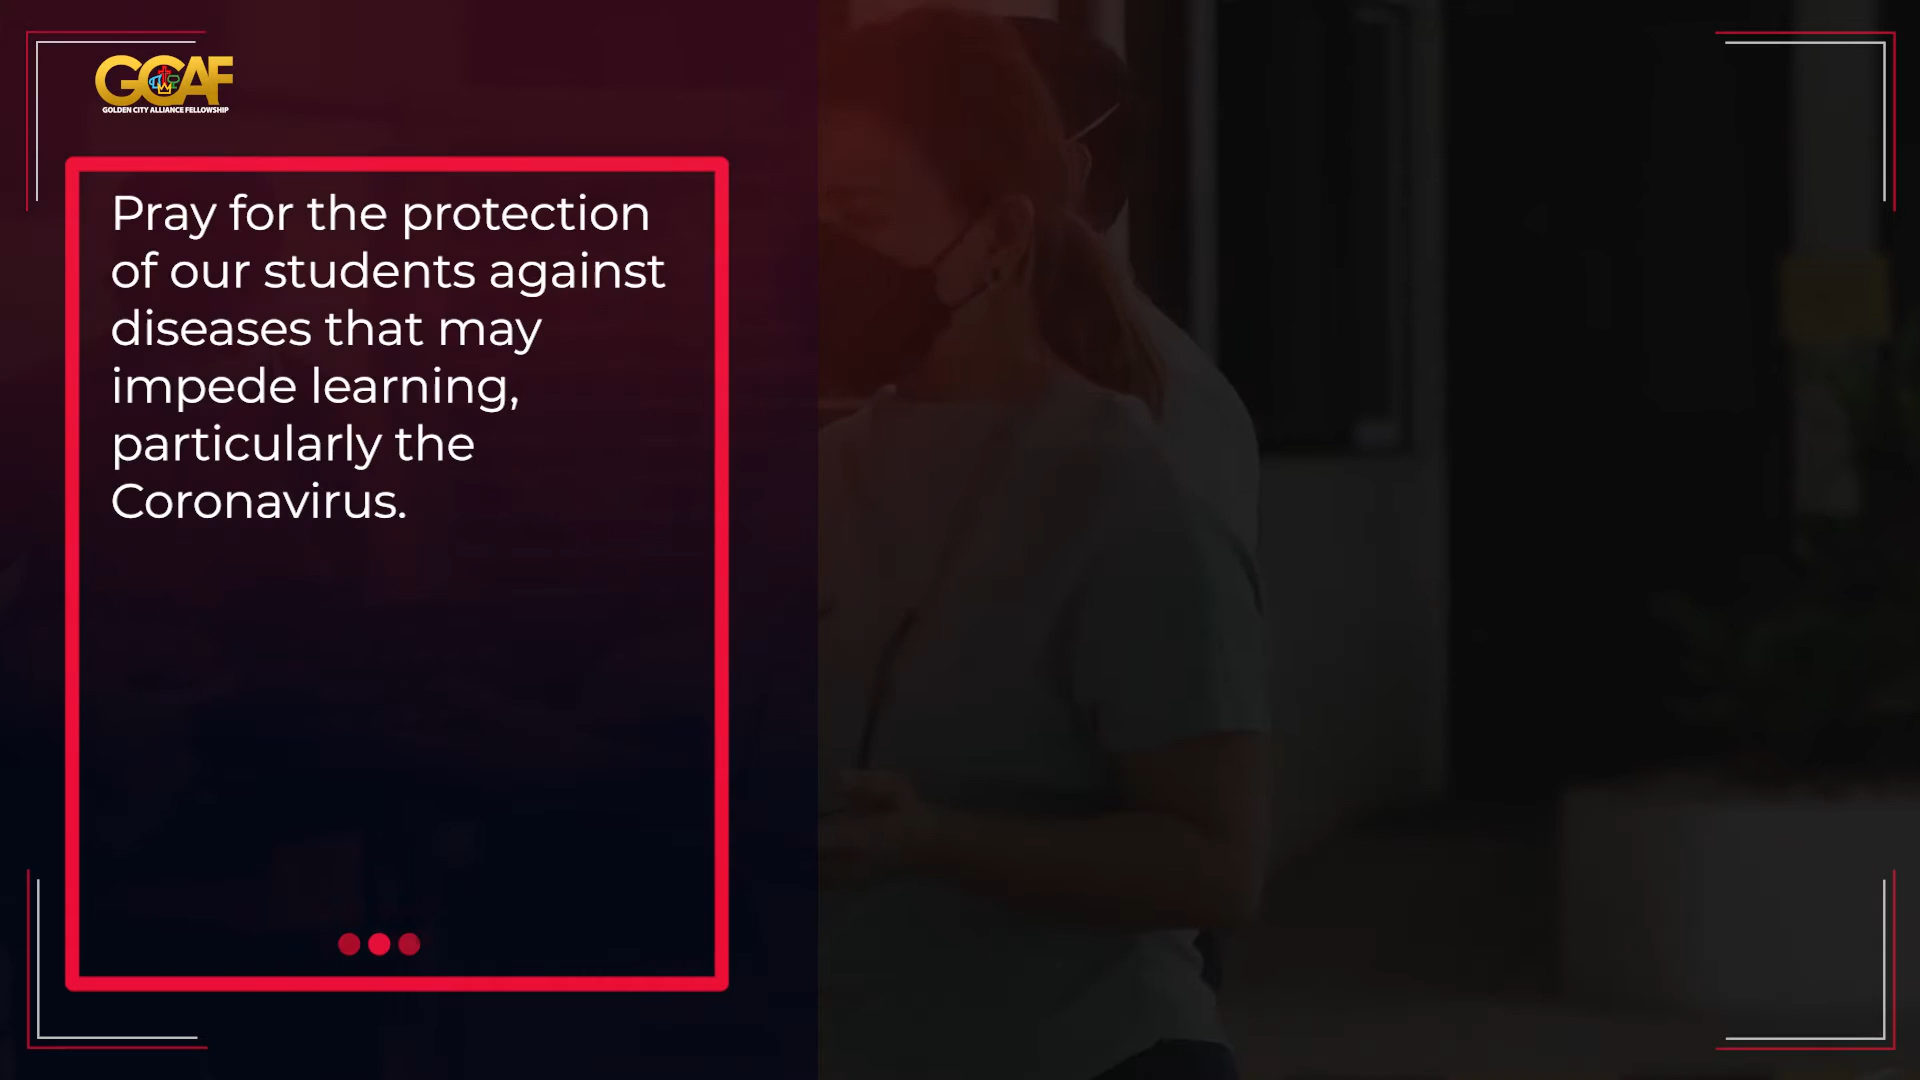 GCAF
GOLDEN CITY ALLIANCE FELLOWSHIP
Pray for the protection
of our students against
diseases that may
impede learning,
particularly the
Coronavirus.